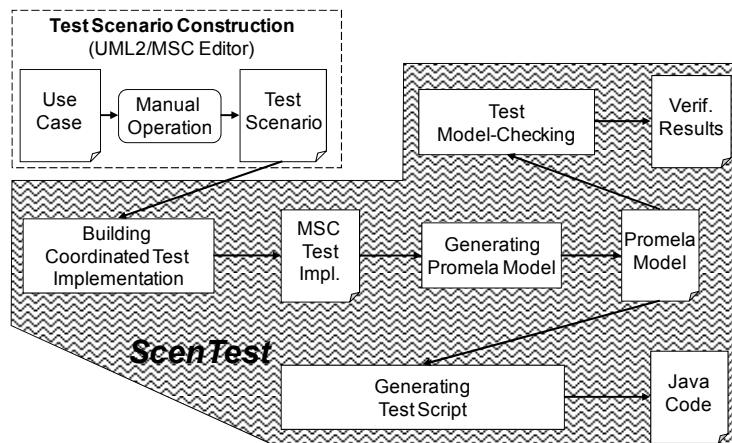 Test Scenario Construction
(UML2/MSC Editor)
Use
Case
Manual
Operation
Test
Scenario
Test
Model-Checking
Verif.
Results
Building
Coordinated Test
Implementation
MSC
Test
Impl.
Generating
Promela Model
Promela
Model
ScenTest
Generating
Test Script
Java
Code